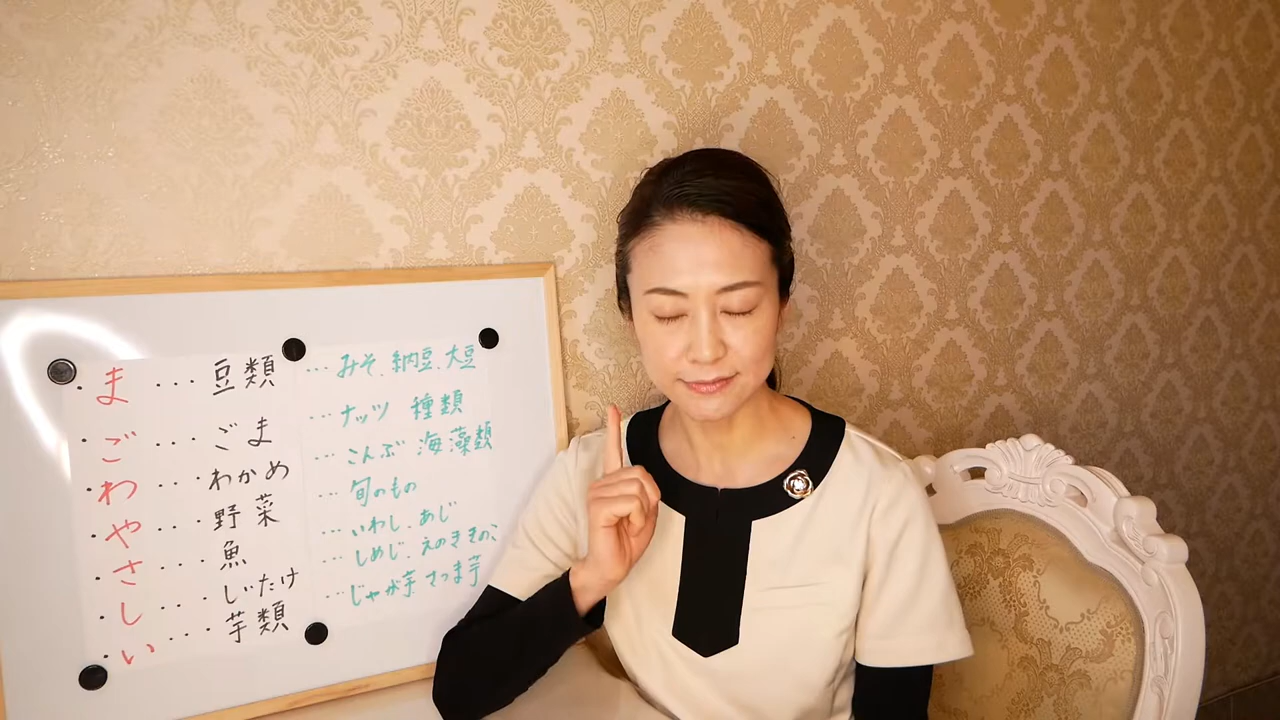 ・ま … 豆類 … みそ、納豆、大豆
・ご … ごま … ナッツ 種類
・わ … わかめ … こんぶ 海藻類
・や … 野菜 … 旬のもの
・さ … 魚 … いわし、あじ
・し … しいたけ … しめじ、えのききのこ
・い … 芋類 … じゃが芋、さつま芋